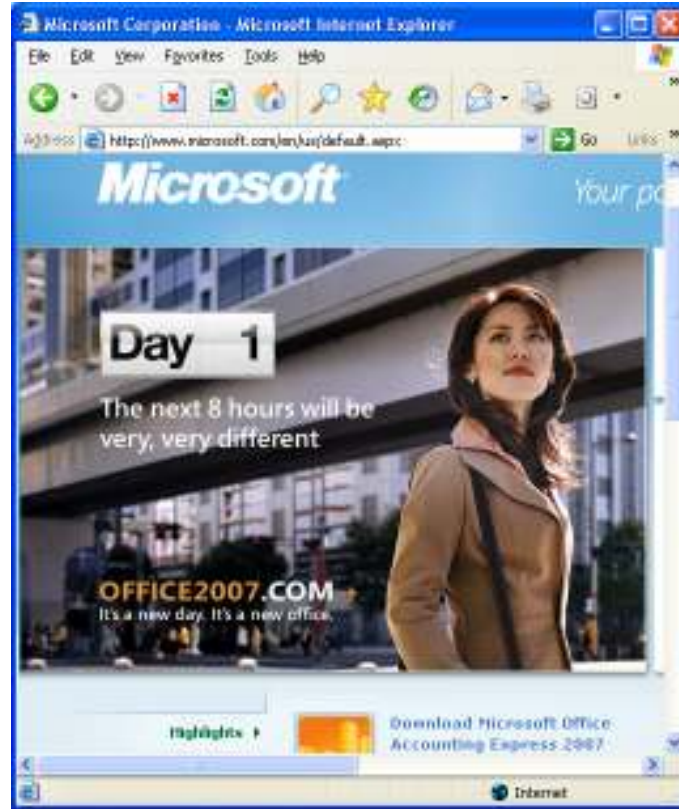 Microsoft Corporation - Microsoft Internet Explorer
File Edit View Favorites Tools Help
Address http://www.microsoft.com/en/us/default.aspx Go Links
Microsoft Your po
Day 1
The next 8 hours will be
very, very different
OFFICE2007.COM
It's a new day. It's a new office.
Highlights
Download Microsoft Office
Accounting Express 2007
Internet